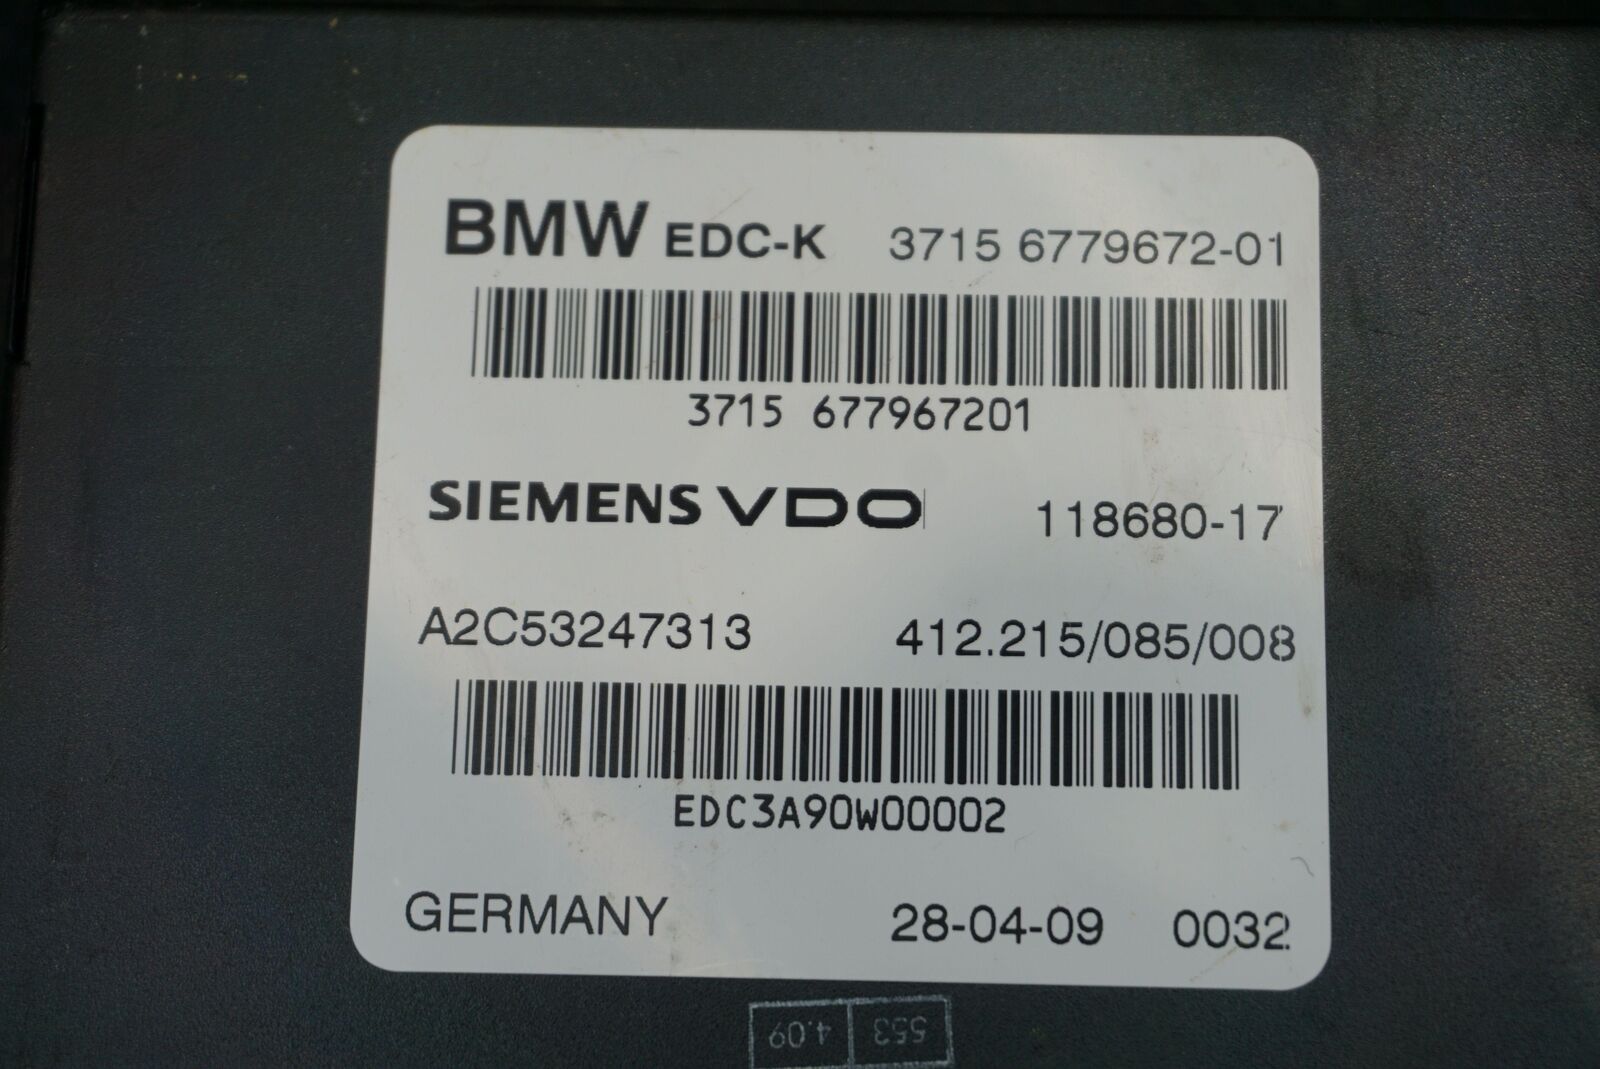 BMW EDC-K 3715 6779672-01
3715 677967201
SIEMENS VDO 118680-17
A2C53247313 412.215/085/008
EDC3A90W00002
GERMANY 28-04-09 0032
4.09 553